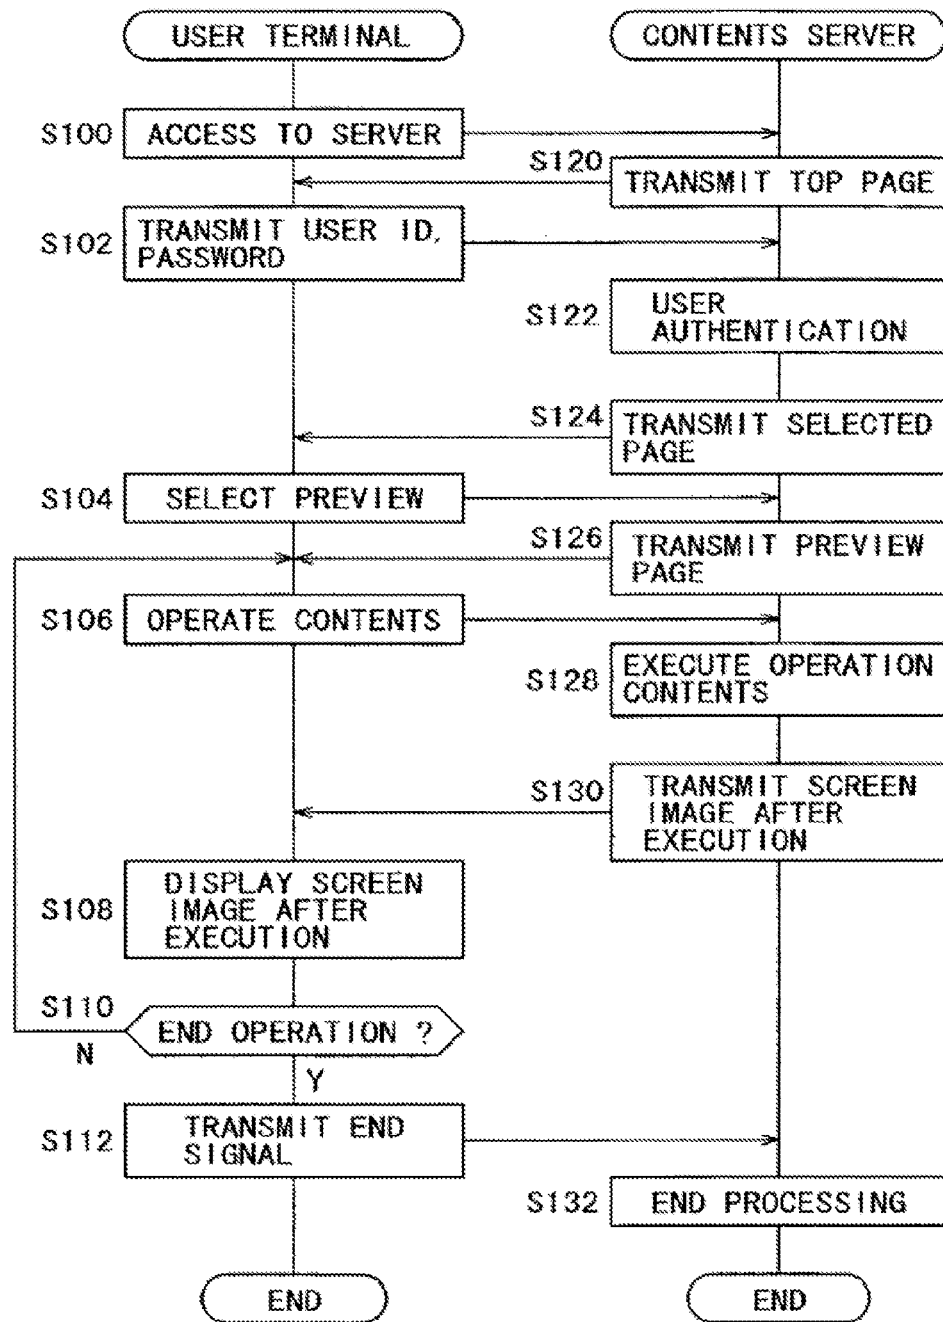 USER TERMINAL
CONTENTS SERVER
S100
ACCESS TO SERVER
S120
TRANSMIT TOP PAGE
S102
TRANSMIT USER ID,
PASSWORD
S122
USER
AUTHENTICATION
S124
TRANSMIT SELECTED
PAGE
S104
SELECT PREVIEW
S126
TRANSMIT PREVIEW
PAGE
S106
OPERATE CONTENTS
S128
EXECUTE OPERATION
CONTENTS
S130
TRANSMIT SCREEN
IMAGE AFTER
EXECUTION
S108
DISPLAY SCREEN
IMAGE AFTER
EXECUTION
S110
END OPERATION ?
N
Y
S112
TRANSMIT END
SIGNAL
S132
END PROCESSING
END
END